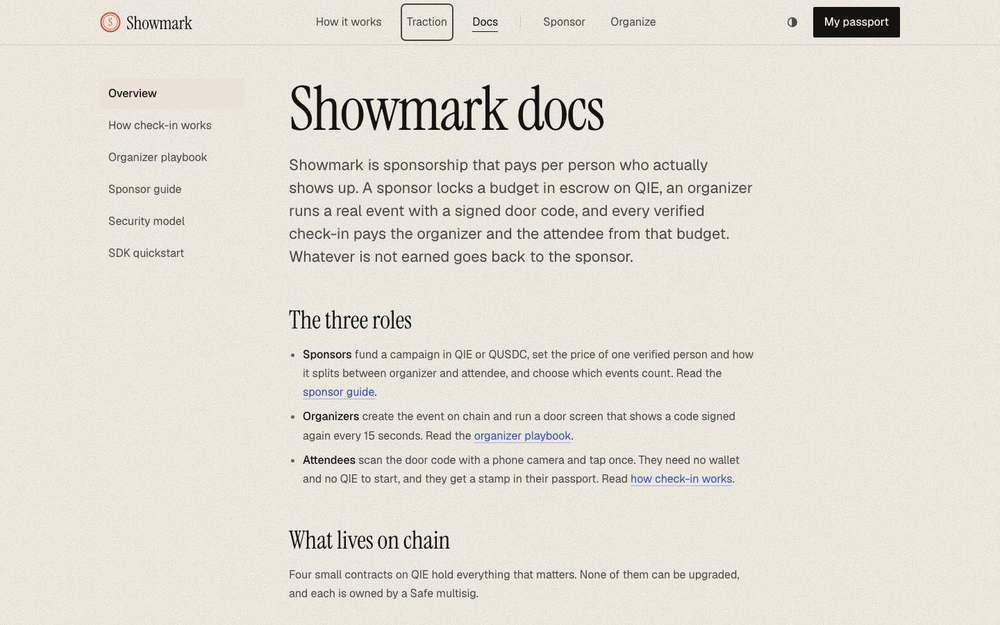 S Showmark
How it works
Traction
Docs
Sponsor
Organize
My passport
Overview
How check-in works
Organizer playbook
Sponsor guide
Security model
SDK quickstart
Showmark docs
Showmark is sponsorship that pays per person who actually
shows up. A sponsor locks a budget in escrow on QIE, an organizer
runs a real event with a signed door code, and every verified
check-in pays the organizer and the attendee from that budget.
Whatever is not earned goes back to the sponsor.
The three roles
• Sponsors fund a campaign in QIE or QUSDC, set the price of one verified person and how
it splits between organizer and attendee, and choose which events count. Read the
sponsor guide.
• Organizers create the event on chain and run a door screen that shows a code signed
again every 15 seconds. Read the organizer playbook.
• Attendees scan the door code with a phone camera and tap once. They need no wallet
and no QIE to start, and they get a stamp in their passport. Read how check-in works.
What lives on chain
Four small contracts on QIE hold everything that matters. None of them can be upgraded,
and each is owned by a Safe multisig.